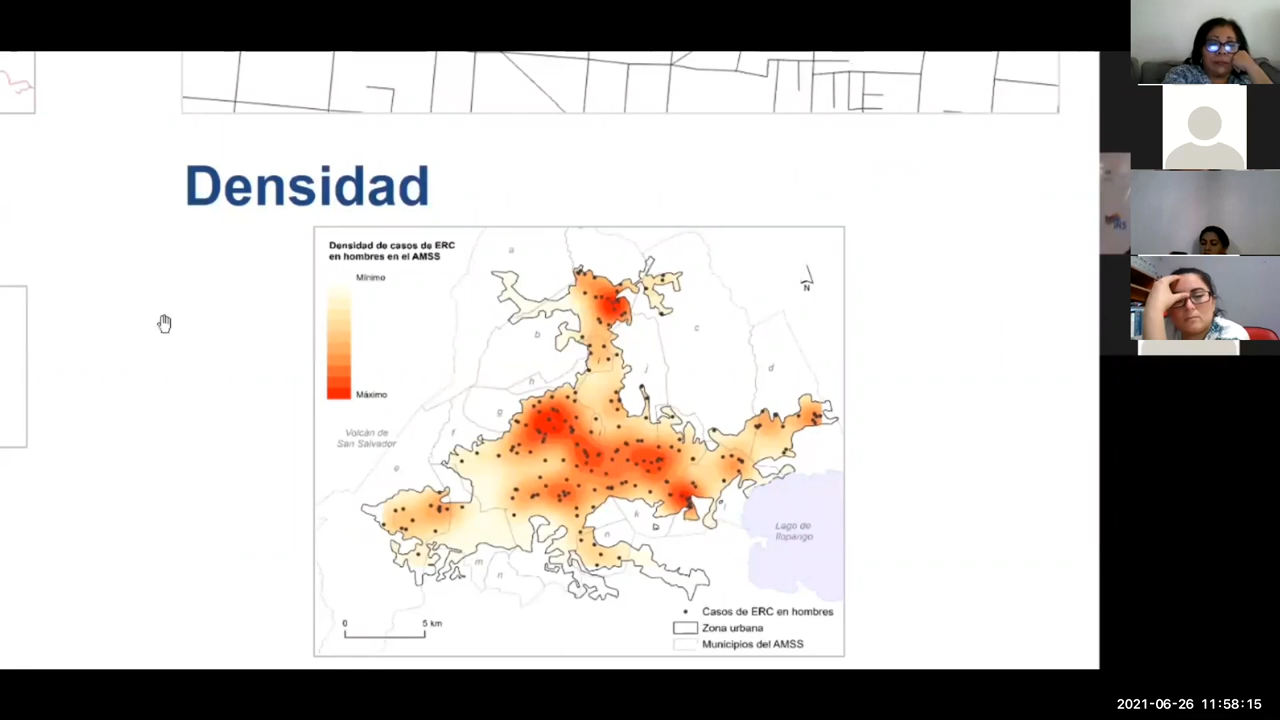 Densidad
Densidad de casos de ERC
en hombres en el AMSS
Mínimo
Máximo
N
a
b
c
d
e
f
g
h
i
j
k
l
m
n
n
Volcán de
San Salvador
Lago de
Ilopango
0 5 km
Casos de ERC en hombres
Zona urbana
Municipios del AMSS
2021-06-26 11:58:15